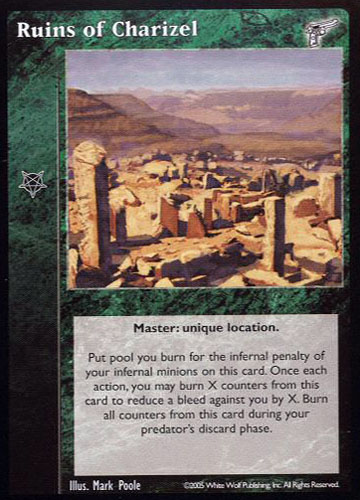 Ruins of Charizel
Master: unique location.
Put pool you burn for the infernal penalty of
your infernal minions on this card. Once each
action, you may burn X counters from this
card to reduce a bleed against you by X. Burn
all counters from this card during your
predator's discard phase.
Illus. Mark Poole
©2005 White Wolf Publishing, Inc. All Rights Reserved.